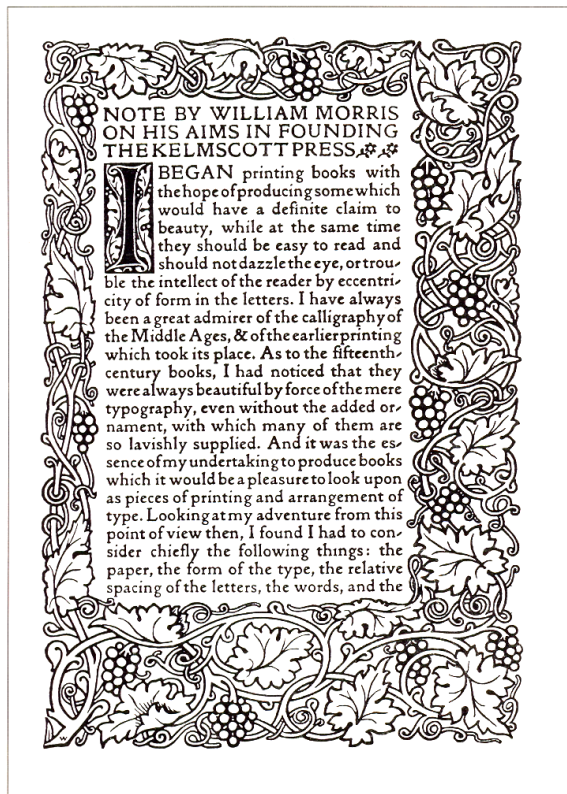 NOTE BY WILLIAM MORRIS
ON HIS AIMS IN FOUNDING
THE KELMSCOTT PRESS
I BEGAN printing books with
the hope of producing some which
would have a definite claim to
beauty, while at the same time
they should be easy to read and
should not dazzle the eye, or trou-
ble the intellect of the reader by eccentri-
city of form in the letters. I have always
been a great admirer of the calligraphy of
the Middle Ages, & of the earlier printing
which took its place. As to the fifteenth-
century books, I had noticed that they
were always beautiful by force of the mere
typography, even without the added or-
nament, with which many of them are
so lavishly supplied. And it was the es-
sence of my undertaking to produce books
which it would be a pleasure to look upon
as pieces of printing and arrangement of
type. Looking at my adventure from this
point of view then, I found I had to con-
sider chiefly the following things: the
paper, the form of the type, the relative
spacing of the letters, the words, and the